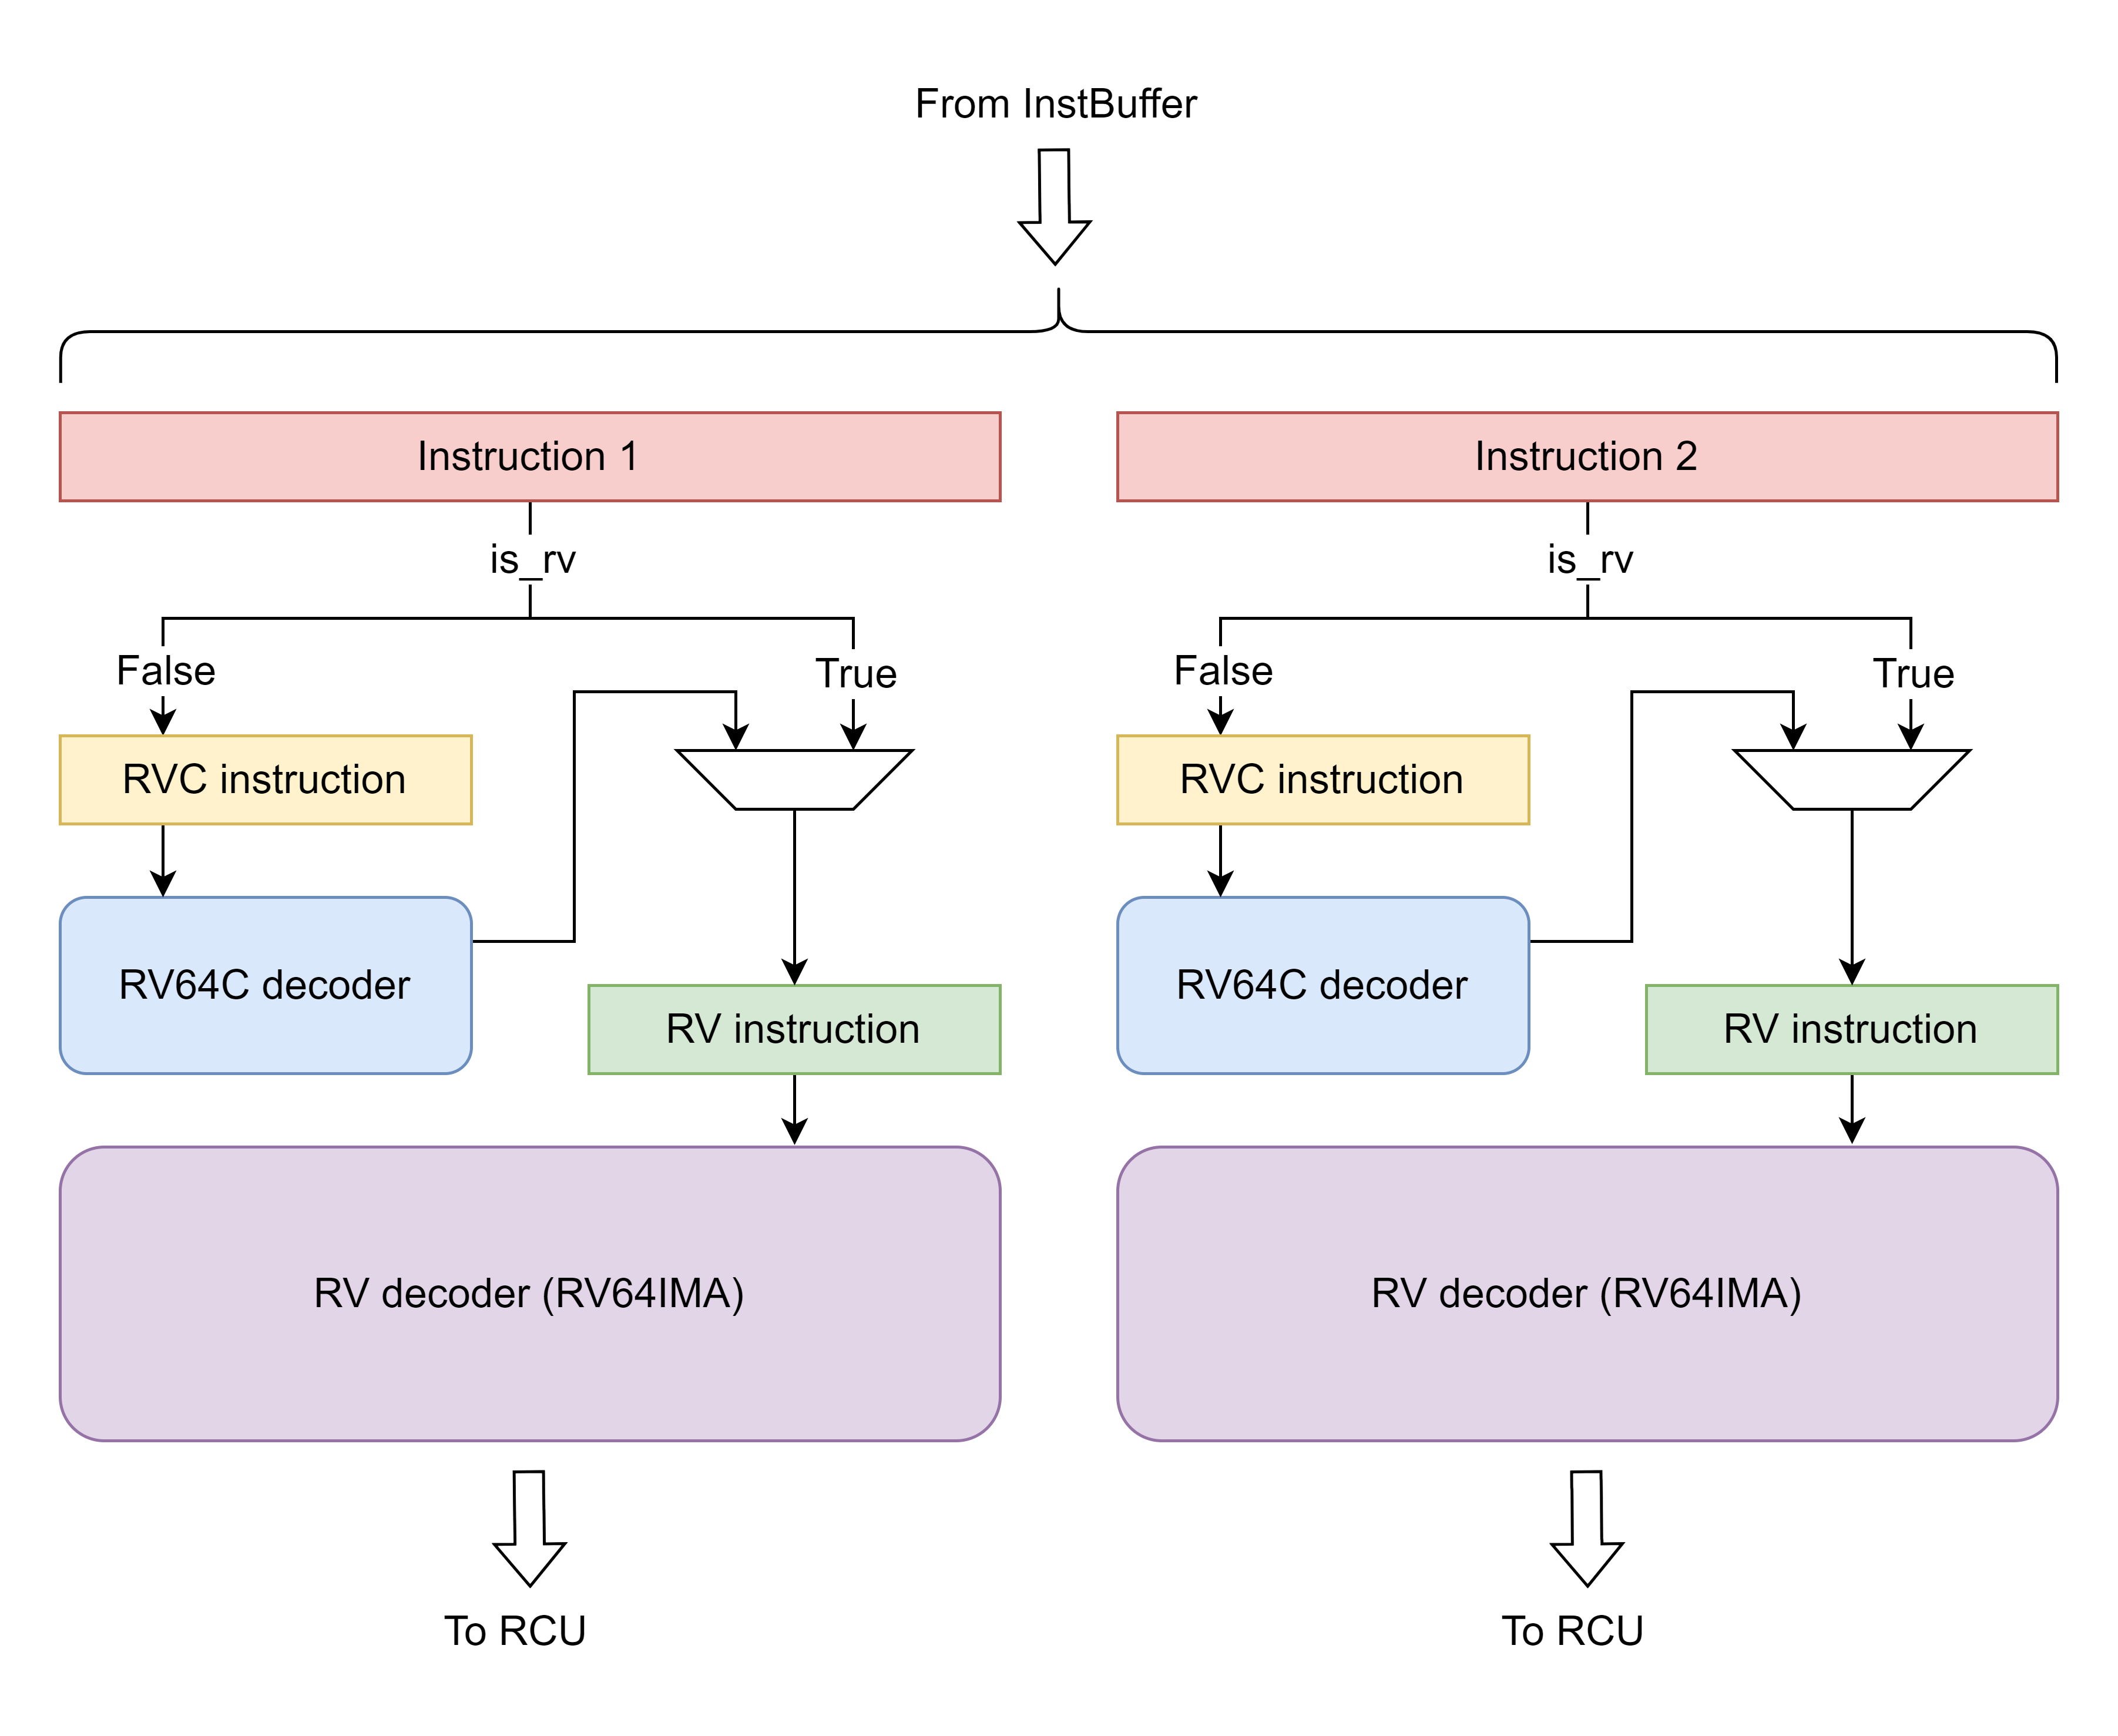 From InstBuffer
Instruction 1
Instruction 2
is_rv
is_rv
False
True
False
True
RVC instruction
RVC instruction
RV64C decoder
RV64C decoder
RV instruction
RV instruction
RV decoder (RV64IMA)
RV decoder (RV64IMA)
To RCU
To RCU